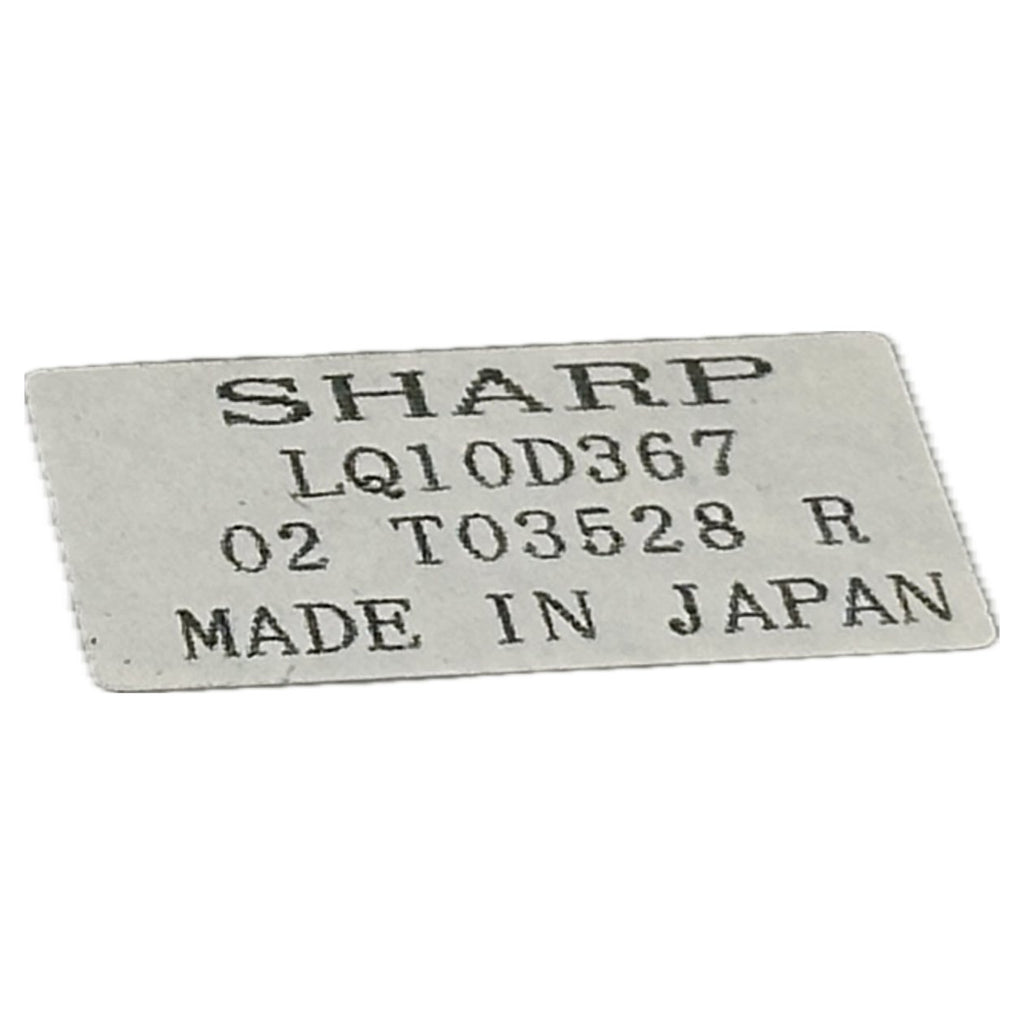 SHARP
LQ10D367
02 T03528 R
MADE IN JAPAN